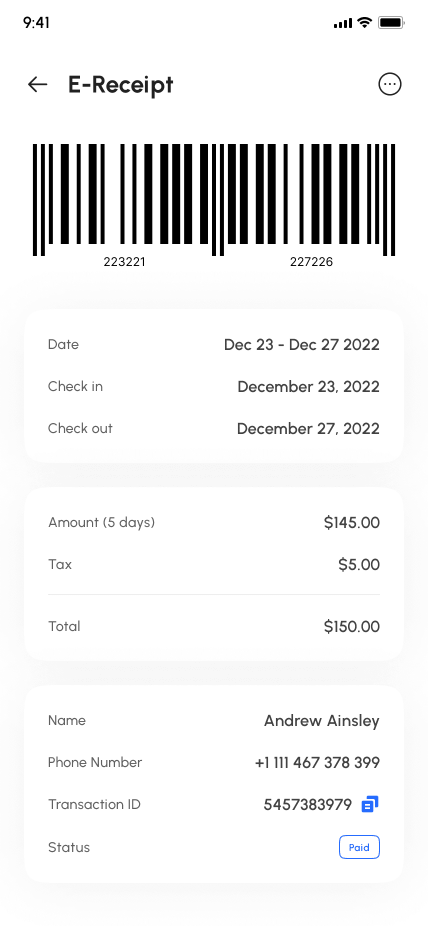 9:41
E-Receipt
223221 227226
Date Dec 23 - Dec 27 2022
Check in December 23, 2022
Check out December 27, 2022
Amount (5 days) $145.00
Tax $5.00
Total $150.00
Name Andrew Ainsley
Phone Number +1 111 467 378 399
Transaction ID 5457383979
Status Paid